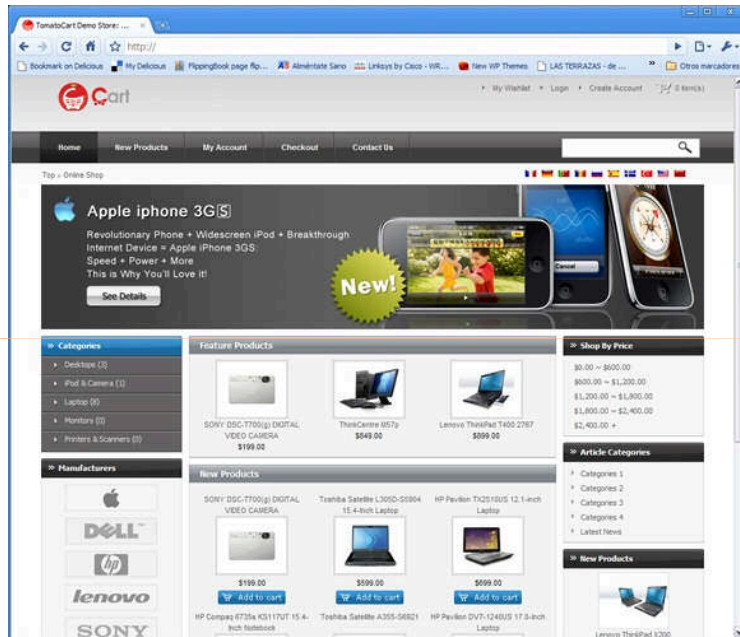 TomatoCart Demo Store: ...
http://
Bookmark on Delicious
My Delicious
FlippingBook page flip...
Aliméntate Sano
Linksys by Cisco - WR...
New WP Themes
LAS TERRAZAS - de ...
»
Otros marcadores
Cart
My Wishlist
Login
Create Account
0 item(s)
Home
New Products
My Account
Checkout
Contact Us
Top » Online Shop
Apple iphone 3GS
Revolutionary Phone + Widescreen iPod + Breakthrough
Internet Device = Apple iPhone 3GS:
Speed + Power + More
This is Why You'll Love it!
See Details
New!
Cancel
» Categories
Desktops (3)
iPod & Camera (1)
Laptop (8)
Monitors (0)
Printers & Scanners (0)
» Manufacturers
DELL
hp
lenovo
SONY
Feature Products
SONY DSC-T700(g) DIGITAL
VIDEO CAMERA
$199.00
ThinkCentre M57p
$849.00
Lenovo ThinkPad T400 2767
$899.00
New Products
SONY DSC-T700(g) DIGITAL
VIDEO CAMERA
$199.00
Add to cart
Toshiba Satellite L305D-S5904
15.4-Inch Laptop
$599.00
Add to cart
HP Pavilion TX2510US 12.1-inch
Laptop
$699.00
Add to cart
HP Compaq 6735s KS117UT 15.4-
Inch Notebook
Toshiba Satellite A355-S6921
HP Pavilion DV7-1240US 17.0-Inch
Laptop
» Shop By Price
$0.00 ~ $600.00
$600.00 ~ $1,200.00
$1,200.00 ~ $1,800.00
$1,800.00 ~ $2,400.00
$2,400.00 +
» Article Categories
Categories 1
Categories 2
Categories 3
Categories 4
Latest News
» New Products
Lenovo ThinkPad X200